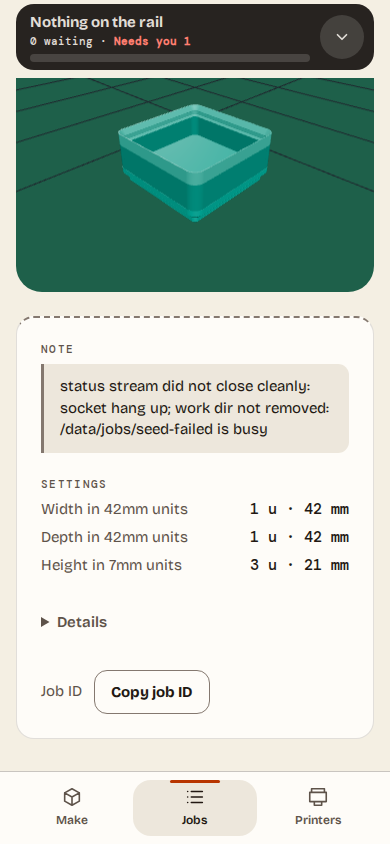 Nothing on the rail
0 waiting · Needs you 1
NOTE
status stream did not close cleanly:
socket hang up; work dir not removed:
/data/jobs/seed-failed is busy
SETTINGS
Width in 42mm units 1 u · 42 mm
Depth in 42mm units 1 u · 42 mm
Height in 7mm units 3 u · 21 mm
Details
Job ID Copy job ID
Make Jobs Printers